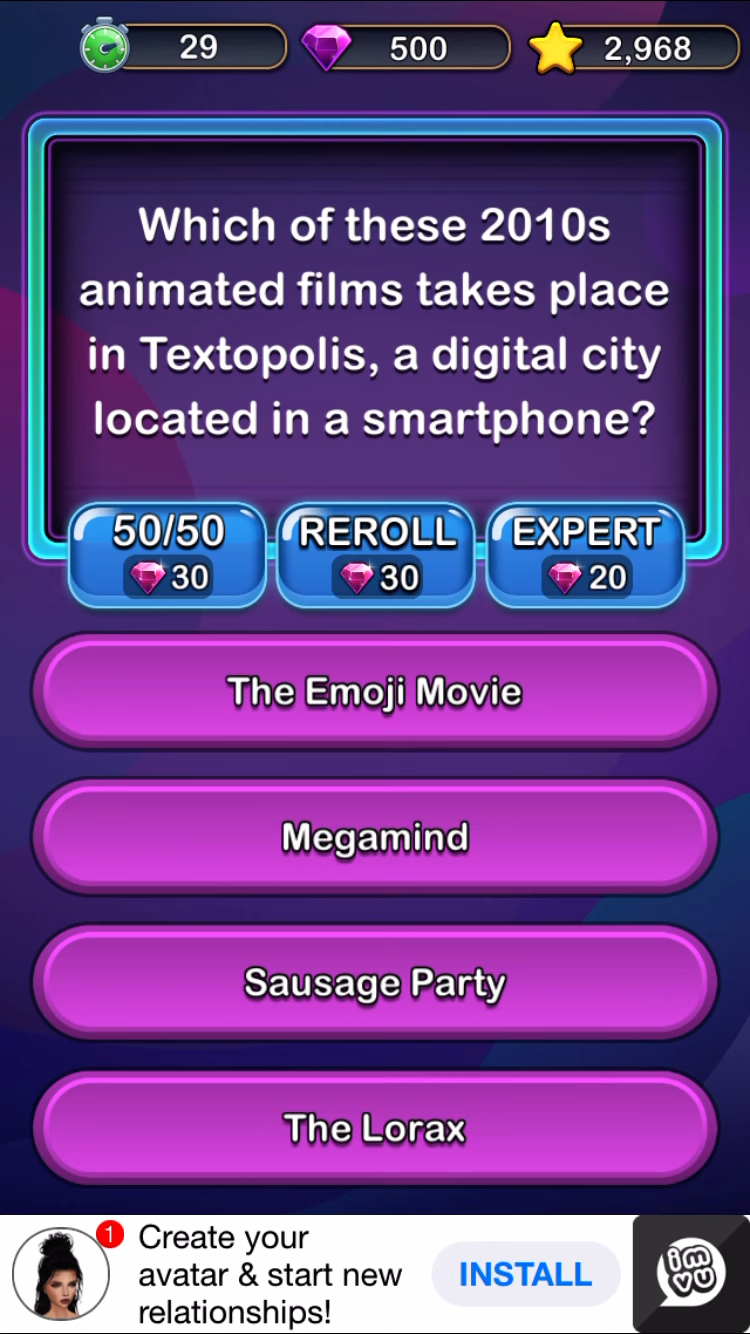 29
500
2,968
Which of these 2010s
animated films takes place
in Textopolis, a digital city
located in a smartphone?
50/50
30
REROLL
30
EXPERT
20
The Emoji Movie
Megamind
Sausage Party
The Lorax
1
Create your
avatar & start new
relationships!
INSTALL
imvu